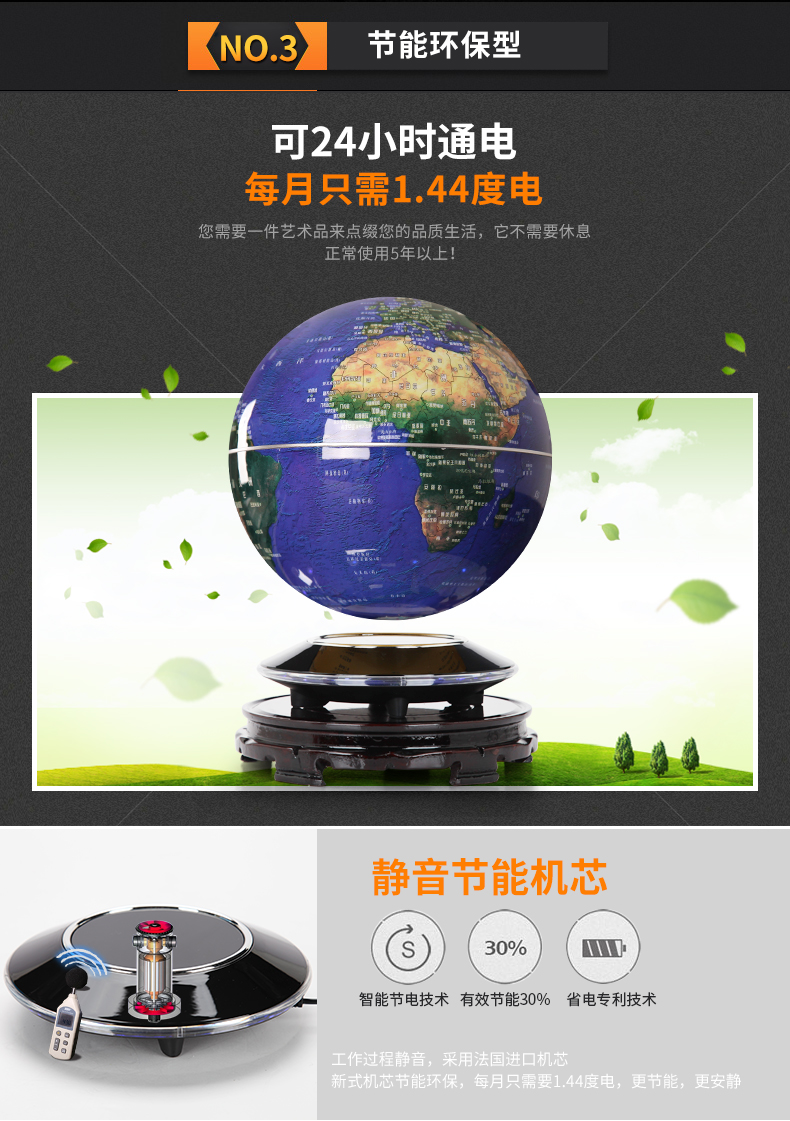 NO.3
节能环保型
可24小时通电
每月只需1.44度电
您需要一件艺术品来点缀您的品质生活，它不需要休息
正常使用5年以上！
静音节能机芯
S
30%
智能节电技术
有效节能30%
省电专利技术
工作过程静音，采用法国进口机芯
新式机芯节能环保，每月只需要1.44度电，更节能，更安静